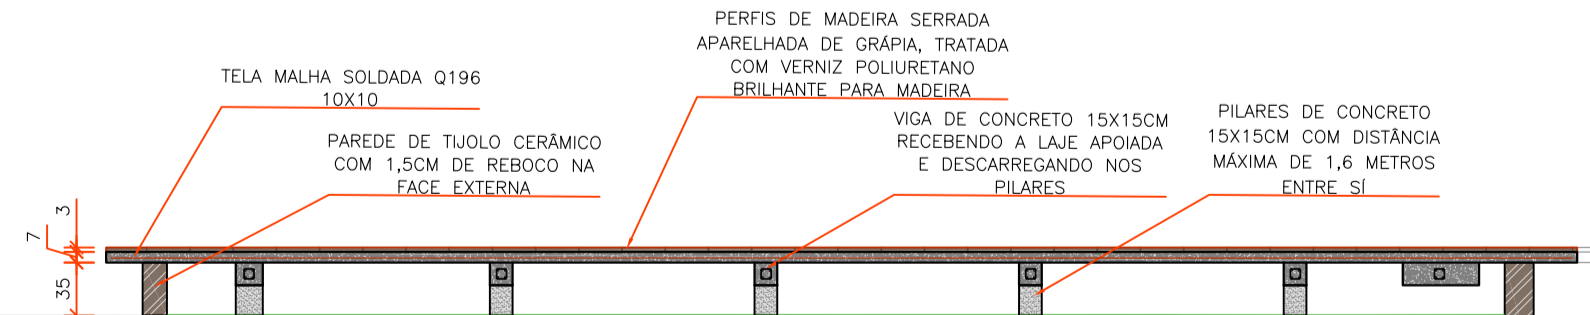 PERFIS DE MADEIRA SERRADA
APARELHADA DE GRÁPIA, TRATADA
COM VERNIZ POLIURETANO
BRILHANTE PARA MADEIRA
TELA MALHA SOLDADA Q196
10X10
PAREDE DE TIJOLO CERÂMICO
COM 1,5CM DE REBOCO NA
FACE EXTERNA
VIGA DE CONCRETO 15X15CM
RECEBENDO A LAJE APOIADA
E DESCARREGANDO NOS
PILARES
PILARES DE CONCRETO
15X15CM COM DISTÂNCIA
MÁXIMA DE 1,6 METROS
ENTRE SÍ
3
7
35